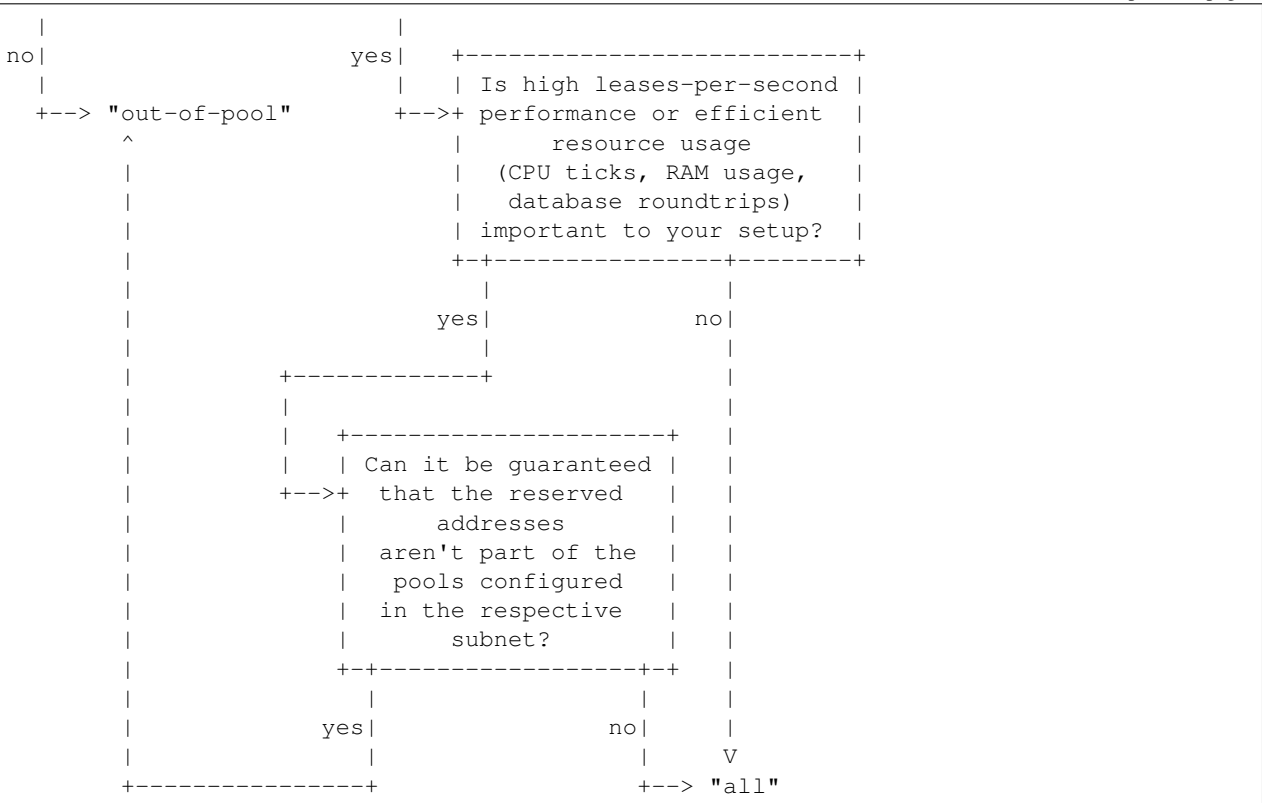 no| yes|
Is high leases-per-second
+--> "out-of-pool" +-->+ performance or efficient
resource usage
(CPU ticks, RAM usage,
database roundtrips)
important to your setup?
yes| no|
Can it be guaranteed
+-->+ that the reserved
addresses
aren't part of the
pools configured
in the respective
subnet?
yes| no|
V
+--> "all"